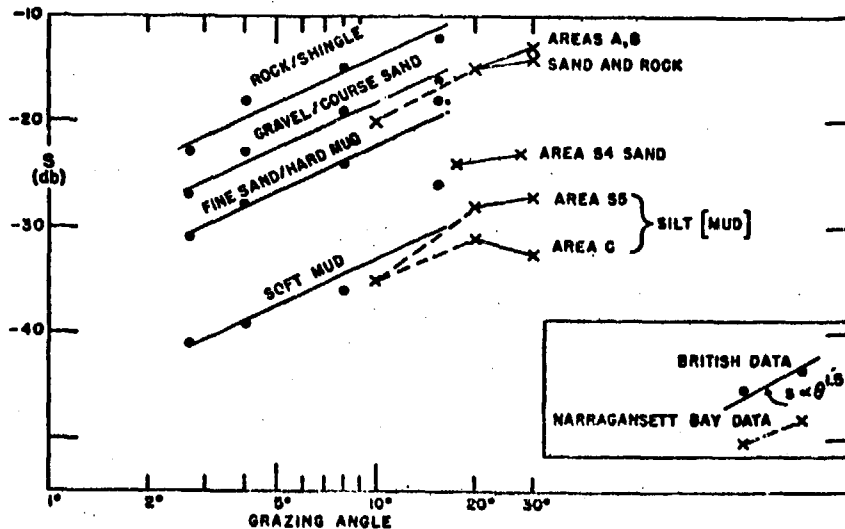 -10
-20
-30
-40
S
(db)
ROCK/SHINGLE
GRAVEL/COURSE SAND
FINE SAND/HARD MUD
SOFT MUD
AREAS A,B
SAND AND ROCK
AREA S4 SAND
AREA S5
AREA G
SILT [MUD]
BRITISH DATA
S ∝ θ^1.5
NARRAGANSETT BAY DATA
1° 2° 5° 10° 20° 30°
GRAZING ANGLE